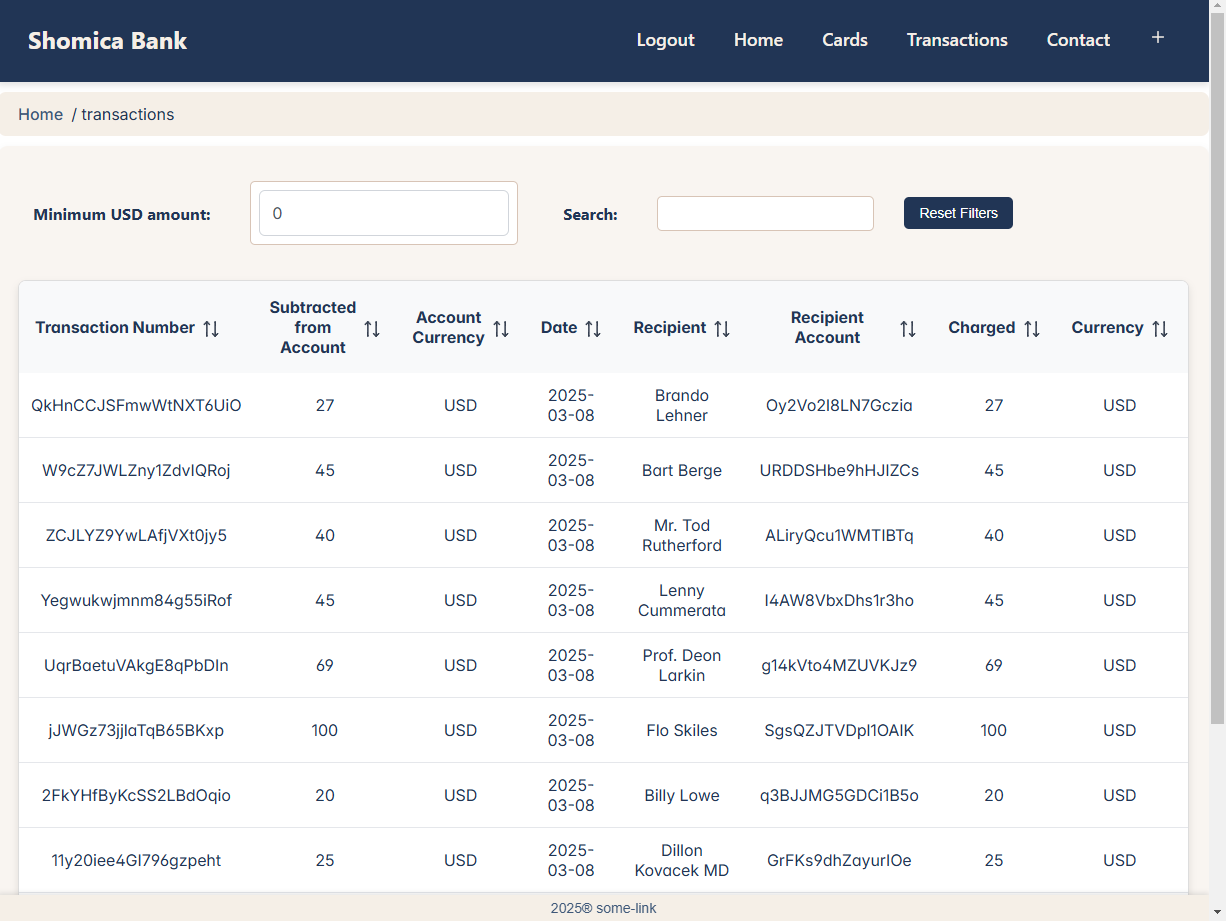 Shomica Bank
Logout Home Cards Transactions Contact +
Home / transactions
Minimum USD amount: 0 Search: Reset Filters
Transaction Number Subtracted from Account Account Currency Date Recipient Recipient Account Charged Currency
QkHnCCJSFmwWtNXT6UiO 27 USD 2025-03-08 Brando Lehner Oy2Vo2I8LN7Gczia 27 USD
W9cZ7JWLZny1ZdvIQRoj 45 USD 2025-03-08 Bart Berge URDDSHbe9hHJIZCs 45 USD
ZCJLYZ9YwLAfjVXt0jy5 40 USD 2025-03-08 Mr. Tod Rutherford ALiryQcu1WMTIBTq 40 USD
Yegwukwjmnm84g55iRof 45 USD 2025-03-08 Lenny Cummerata I4AW8VbxDhs1r3ho 45 USD
UqrBaetuVAkgE8qPbDIn 69 USD 2025-03-08 Prof. Deon Larkin g14kVto4MZUVKJz9 69 USD
jJWGz73jjIaTqB65BKxp 100 USD 2025-03-08 Flo Skiles SgsQZJTVDpI1OAIK 100 USD
2FkYHfByKcSS2LBdOqio 20 USD 2025-03-08 Billy Lowe q3BJJMG5GDCi1B5o 20 USD
11y20iee4GI796gzpeht 25 USD 2025-03-08 Dillon Kovacek MD GrFKs9dhZayurIOe 25 USD
2025® some-link